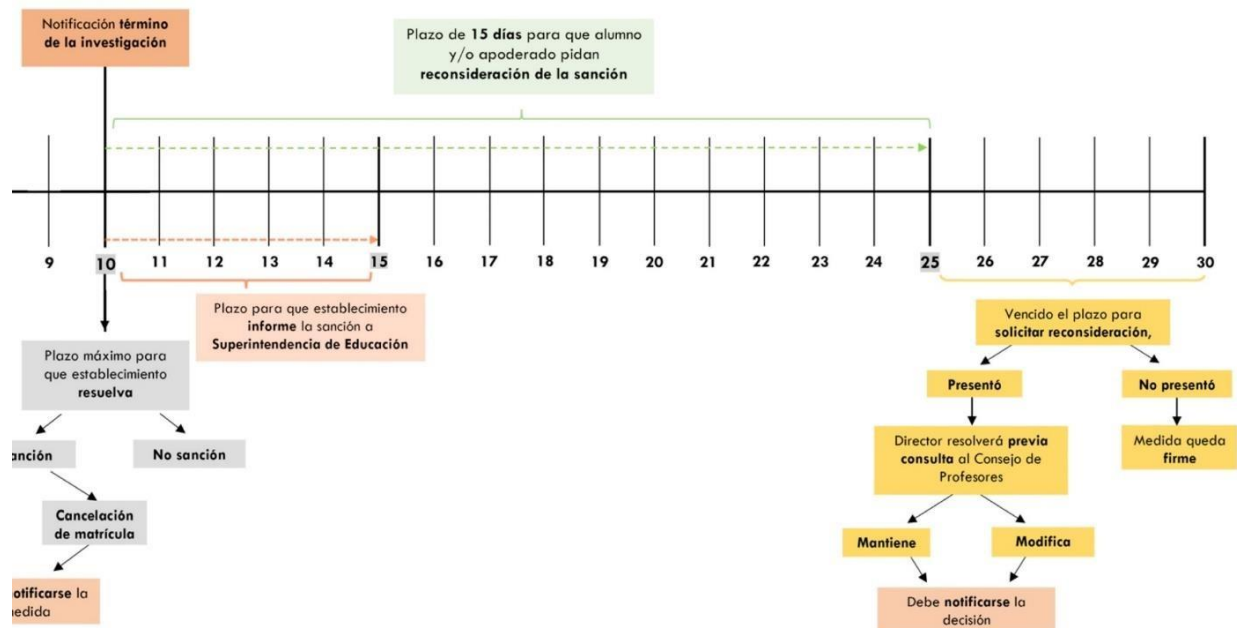 Notificación término
de la investigación
Plazo de 15 días para que alumno
y/o apoderado pidan
reconsideración de la sanción
9 10 11 12 13 14 15 16 17 18 19 20 21 22 23 24 25 26 27 28 29 30
Plazo para que establecimiento
informe la sanción a
Superintendencia de Educación
Plazo máximo para
que establecimiento
resuelva
anción
No sanción
Cancelación
de matrícula
otificarse la
edida
Vencido el plazo para
solicitar reconsideración,
Presentó
No presentó
Director resolverá previa
consulta al Consejo de
Profesores
Medida queda
firme
Mantiene
Modifica
Debe notificarse la
decisión